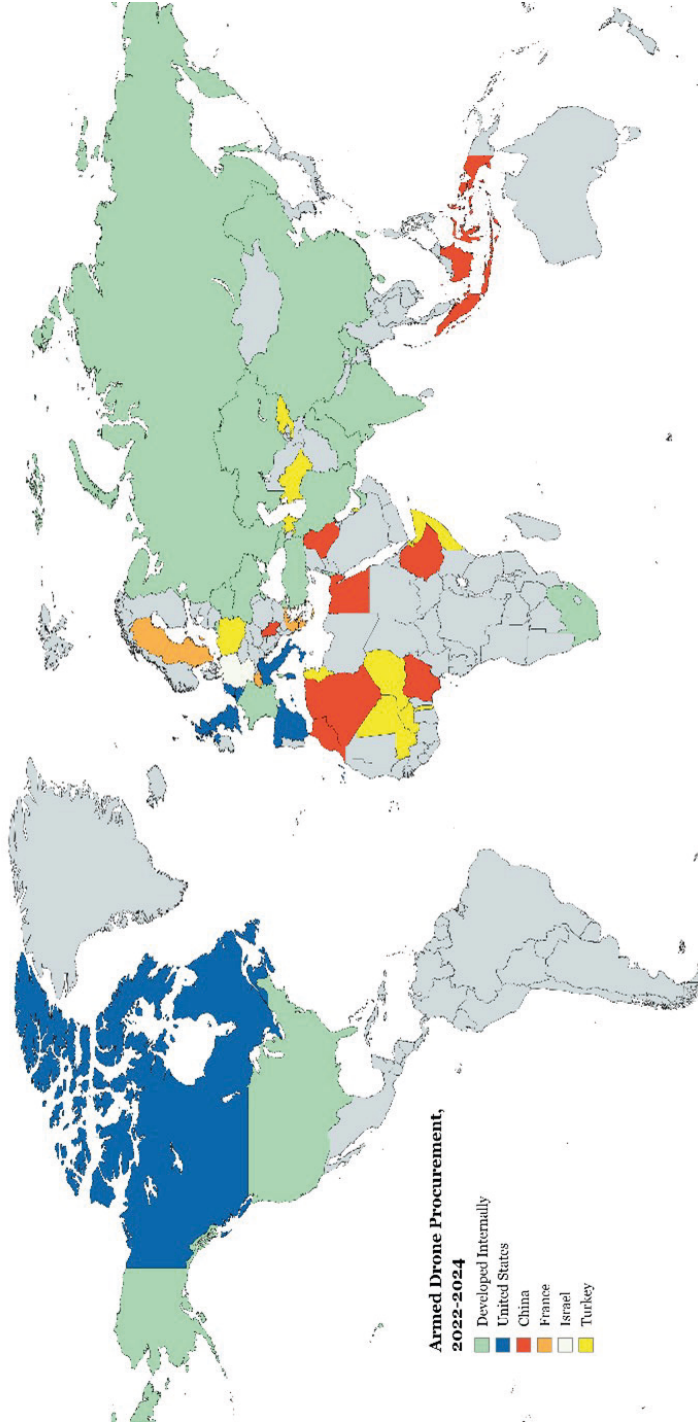 Armed Drone Procurement,
2022-2024
Developed Internally
United States
China
France
Israel
Turkey